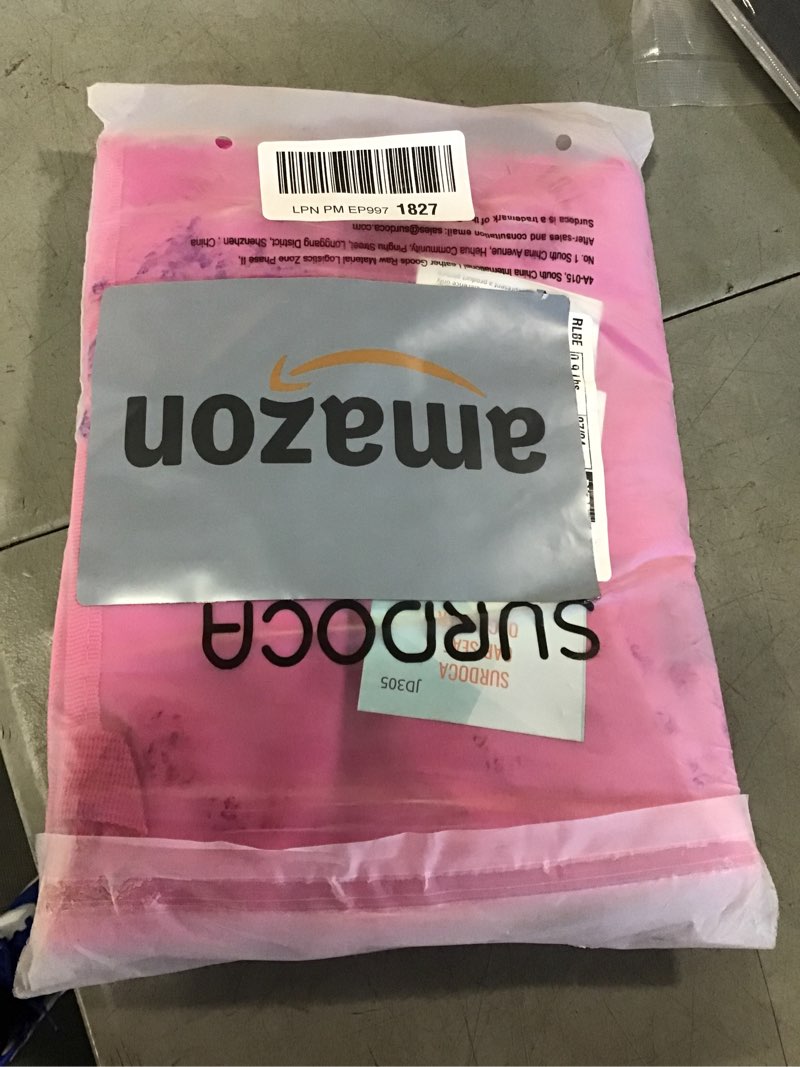 LPN PM EP997 1827
4A-015, South China International Leather Goods Raw Material Logistics Zone Phase II,
No. 1 South China Avenue, Hehua Community, Pinghu Street, Longgang District, Shenzhen , China
After-sales and consultation email: sales@surdoca.com
Surdoca is a trademark of
RLBE
amazon
SURDOCA
SURDOCA
JD305